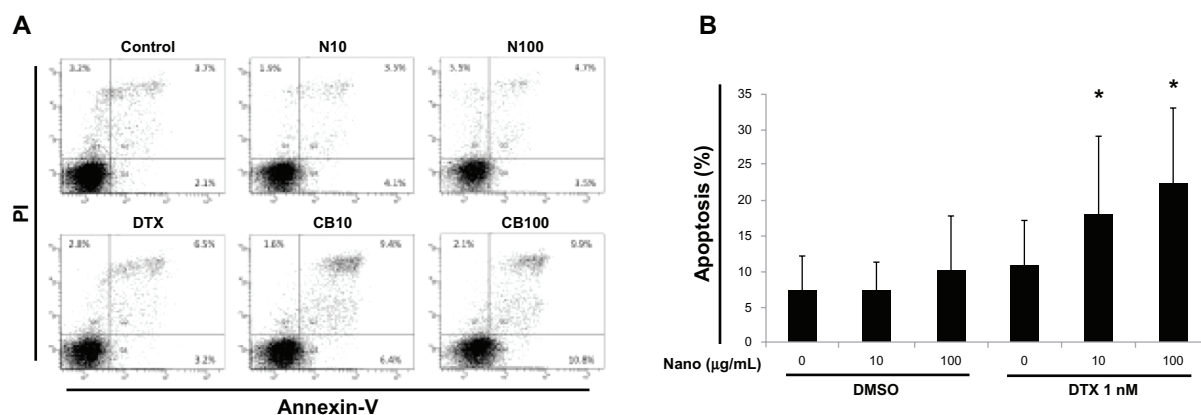 A
Control
N10
N100
3.2%
3.7%
1.9%
3.5%
4.7%
2.1%
4.1%
3.5%
DTX
CB10
CB100
2.8%
6.5%
1.6%
9.4%
2.1%
9.9%
3.2%
6.4%
10.8%
PI
Annexin-V
B
Apoptosis (%)
35
30
25
20
15
10
5
0
*
*
Nano (µg/mL)
0
10
100
0
10
100
DMSO
DTX 1 nM